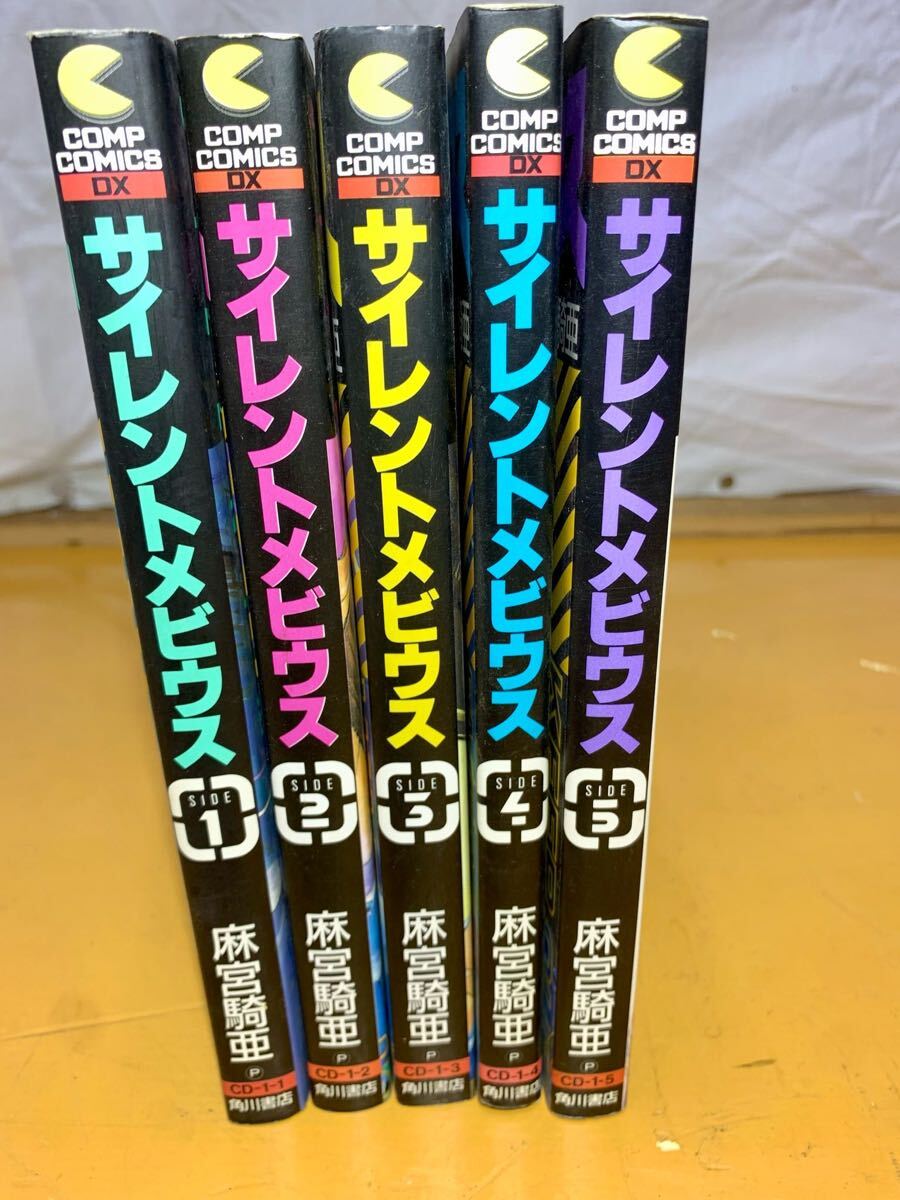 COMP
COMICS
DX
サイレントメビウス
SIDE
1
麻宮騎亜
P
CD-1-1
角川書店
COMP
COMICS
DX
サイレントメビウス
SIDE
2
麻宮騎亜
P
CD-1-2
角川書店
COMP
COMICS
DX
サイレントメビウス
SIDE
3
麻宮騎亜
P
CD-1-3
角川書店
COMP
COMICS
DX
サイレントメビウス
SIDE
4
麻宮騎亜
P
CD-1-4
角川書店
COMP
COMICS
DX
サイレントメビウス
SIDE
5
麻宮騎亜
P
CD-1-5
角川書店